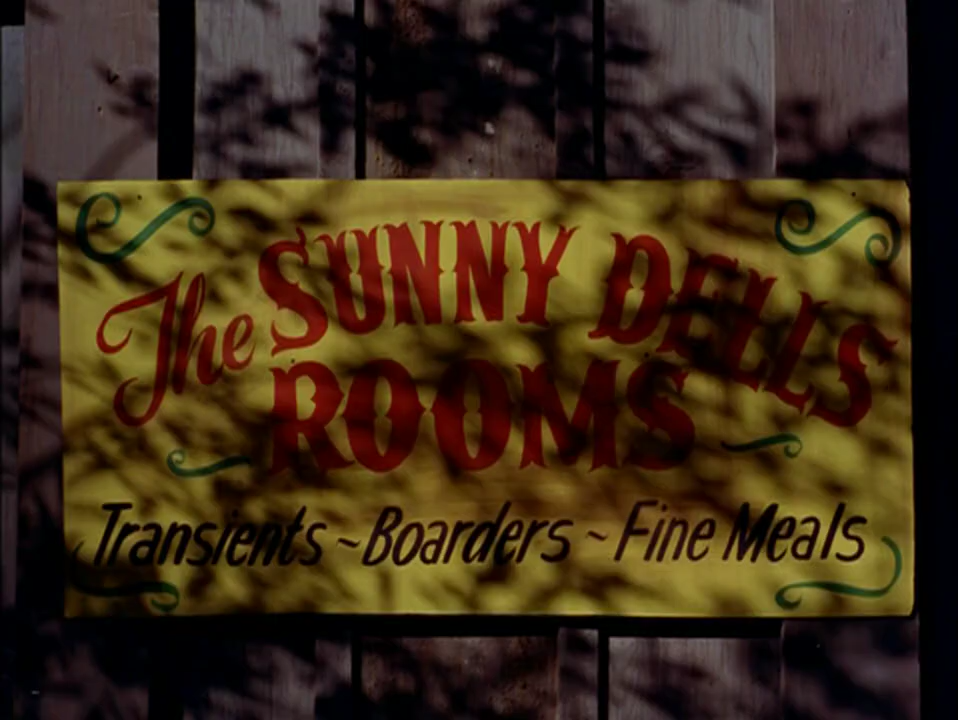 The SUNNY DELLS
ROOMS
Transients ~ Boarders ~ Fine Meals